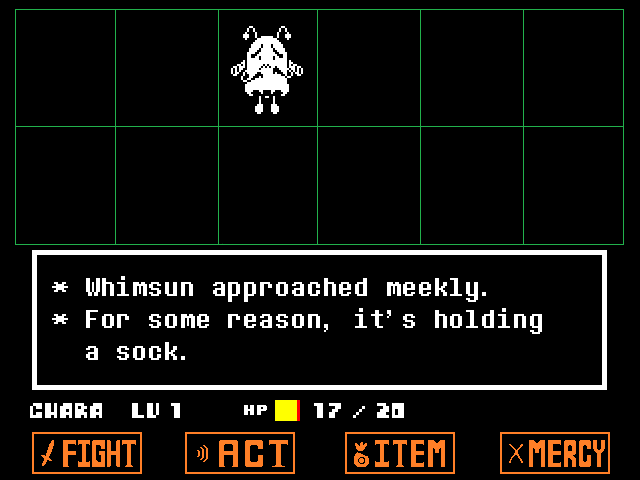 * Whimsun approached meekly.
* For some reason, it's holding
a sock.
CHARA LV 1 HP 17 / 20
FIGHT ACT ITEM MERCY